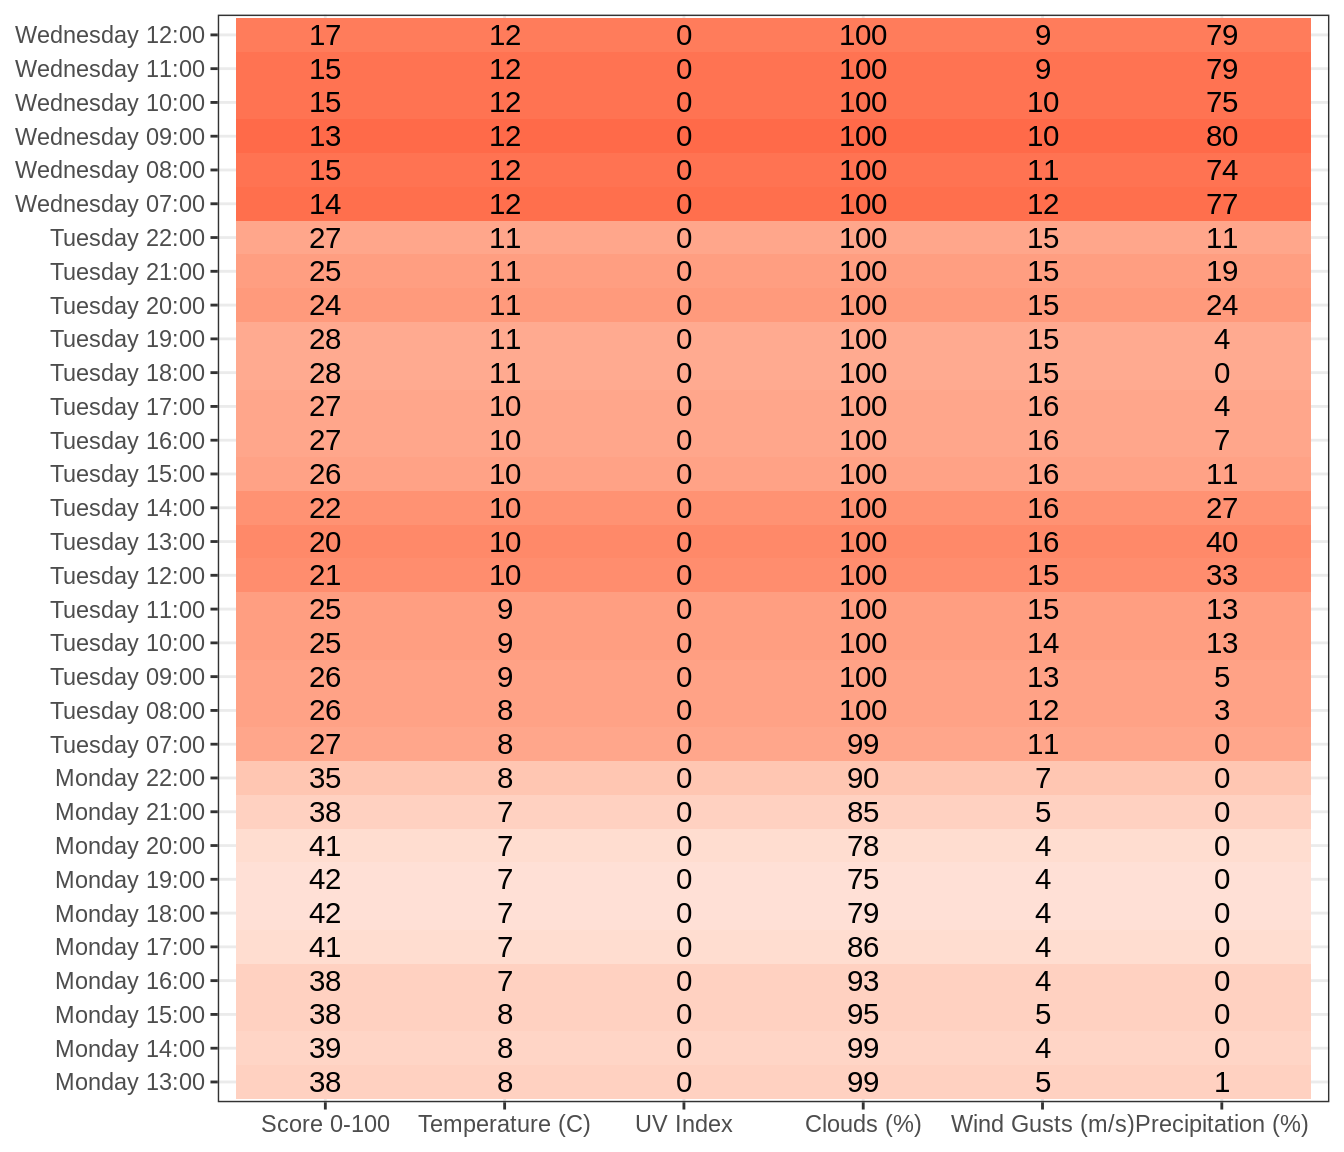 Wednesday 12:00 17 12 0 100 9 79
Wednesday 11:00 15 12 0 100 9 79
Wednesday 10:00 15 12 0 100 10 75
Wednesday 09:00 13 12 0 100 10 80
Wednesday 08:00 15 12 0 100 11 74
Wednesday 07:00 14 12 0 100 12 77
Tuesday 22:00 27 11 0 100 15 11
Tuesday 21:00 25 11 0 100 15 19
Tuesday 20:00 24 11 0 100 15 24
Tuesday 19:00 28 11 0 100 15 4
Tuesday 18:00 28 11 0 100 15 0
Tuesday 17:00 27 10 0 100 16 4
Tuesday 16:00 27 10 0 100 16 7
Tuesday 15:00 26 10 0 100 16 11
Tuesday 14:00 22 10 0 100 16 27
Tuesday 13:00 20 10 0 100 16 40
Tuesday 12:00 21 10 0 100 15 33
Tuesday 11:00 25 9 0 100 15 13
Tuesday 10:00 25 9 0 100 14 13
Tuesday 09:00 26 9 0 100 13 5
Tuesday 08:00 26 8 0 100 12 3
Tuesday 07:00 27 8 0 99 11 0
Monday 22:00 35 8 0 90 7 0
Monday 21:00 38 7 0 85 5 0
Monday 20:00 41 7 0 78 4 0
Monday 19:00 42 7 0 75 4 0
Monday 18:00 42 7 0 79 4 0
Monday 17:00 41 7 0 86 4 0
Monday 16:00 38 7 0 93 4 0
Monday 15:00 38 8 0 95 5 0
Monday 14:00 39 8 0 99 4 0
Monday 13:00 38 8 0 99 5 1
Score 0-100 Temperature (C) UV Index Clouds (%) Wind Gusts (m/s) Precipitation (%)